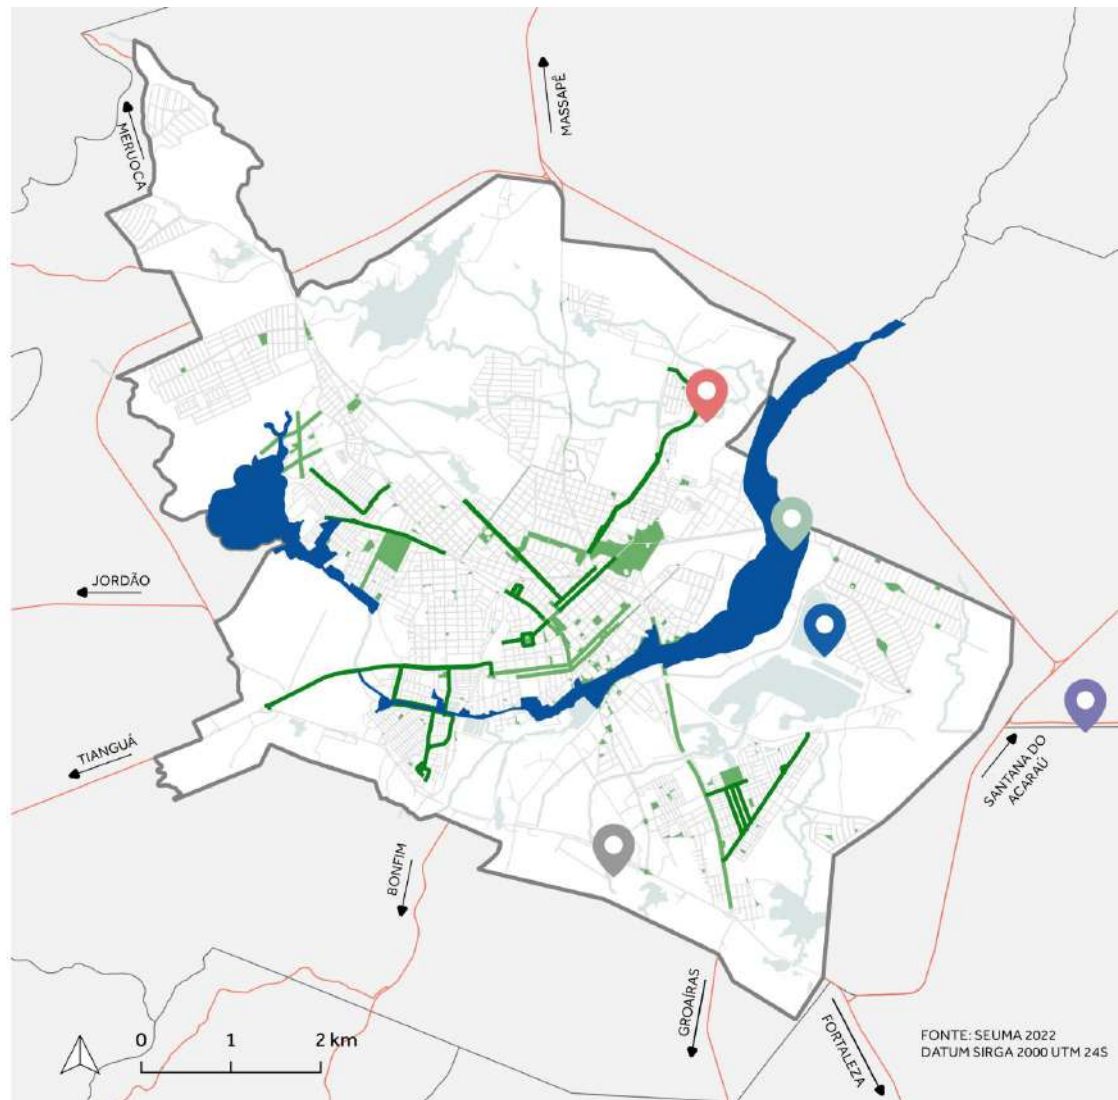 MASSAPÊ
MERUOCA
JORDÃO
TIANGUÁ
SANTANA DO
ACARAÚ
BONFIM
GROAÍRAS
FORTALEZA
0 1 2 km
FONTE: SEUMA 2022
DATUM SIRGA 2000 UTM 24S